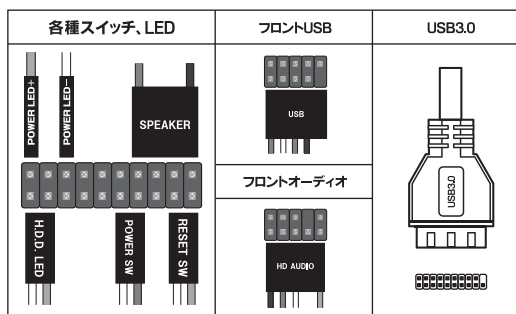 各種スイッチ、LED
フロントUSB
USB3.0
POWER LED+
POWER LED−
SPEAKER
H.D.D. LED
POWER SW
RESET SW
USB
フロントオーディオ
HD AUDIO
USB3.0